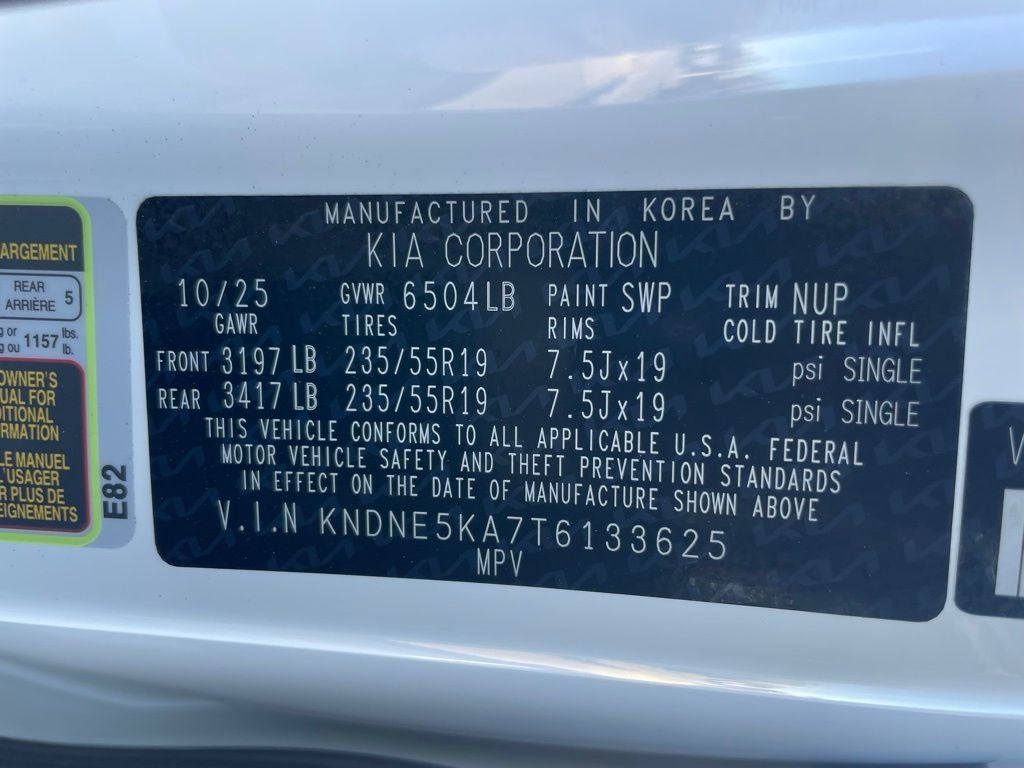 MANUFACTURED IN KOREA BY
KIA CORPORATION
10/25 GVWR 6504LB PAINT SWP TRIM NUP
GAWR TIRES RIMS COLD TIRE INFL
FRONT 3197 LB 235/55R19 7.5Jx19 psi SINGLE
REAR 3417 LB 235/55R19 7.5Jx19 psi SINGLE
THIS VEHICLE CONFORMS TO ALL APPLICABLE U.S.A. FEDERAL
MOTOR VEHICLE SAFETY AND THEFT PREVENTION STANDARDS
IN EFFECT ON THE DATE OF MANUFACTURE SHOWN ABOVE
V.I.N KNDNE5KA7T6133625
MPV
ARGEMENT
REAR
ARRIÈRE 5
g or 1157 lbs.
g ou lb.
OWNER'S
UAL FOR
DITIONAL
ORMATION
LE MANUEL
L USAGER
R PLUS DE
EIGNEMENTS
E82
V